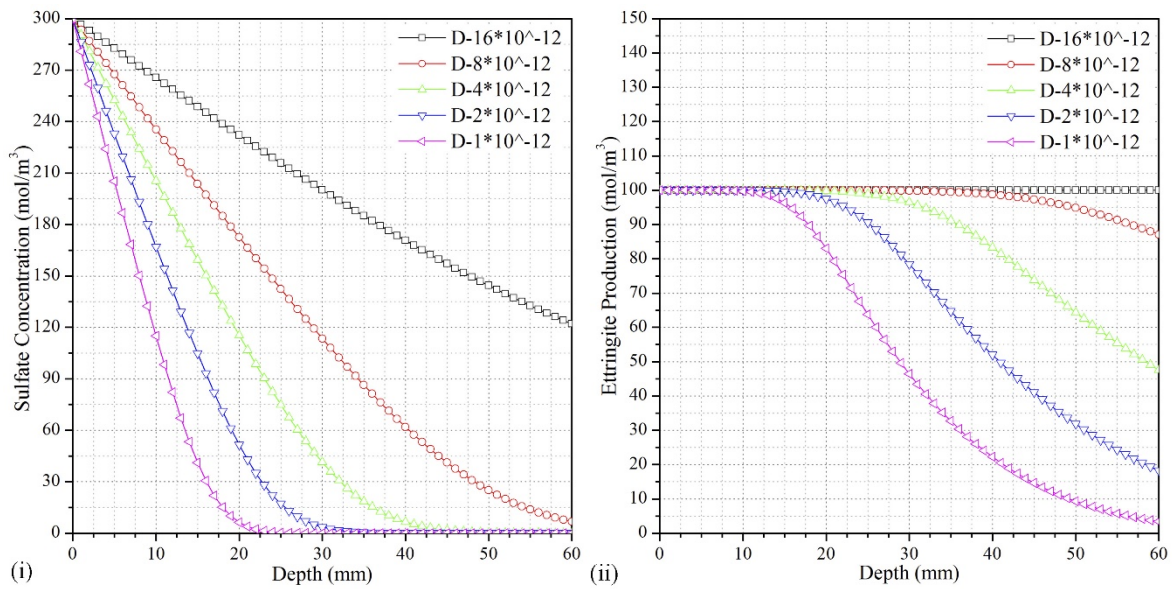 300
270
240
210
180
150
120
90
60
30
0
Sulfate Concentration (mol/m³)
D-16*10^-12
D-8*10^-12
D-4*10^-12
D-2*10^-12
D-1*10^-12
0 10 20 30 40 50 60
Depth (mm)
(i)
150
140
130
120
110
100
90
80
70
60
50
40
30
20
10
0
Ettringite Production (mol/m³)
D-16*10^-12
D-8*10^-12
D-4*10^-12
D-2*10^-12
D-1*10^-12
0 10 20 30 40 50 60
Depth (mm)
(ii)